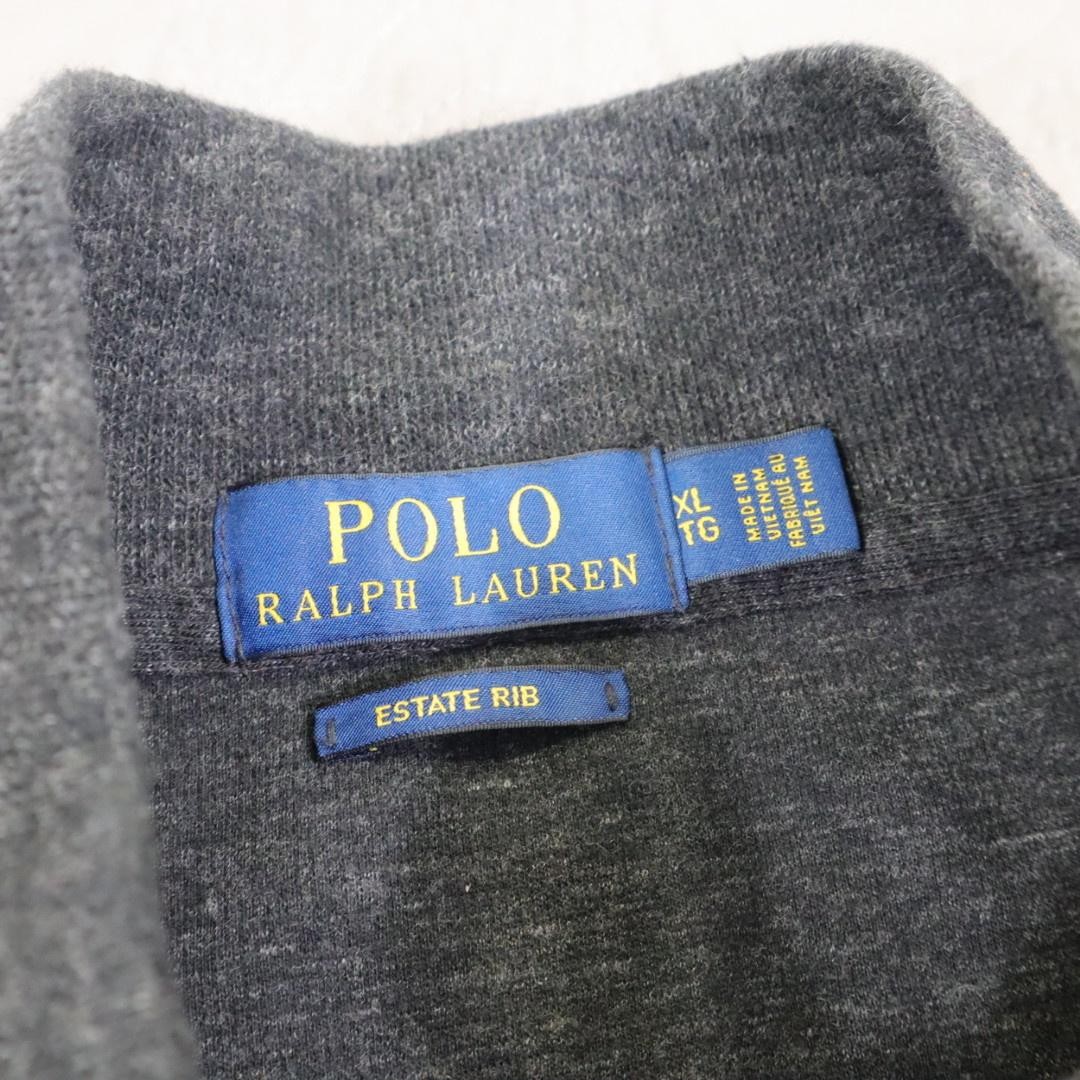 POLO
RALPH LAUREN
XL
TG
MADE IN
VIETNAM
FABRIQUÉ AU
VIÊT NAM
ESTATE RIB